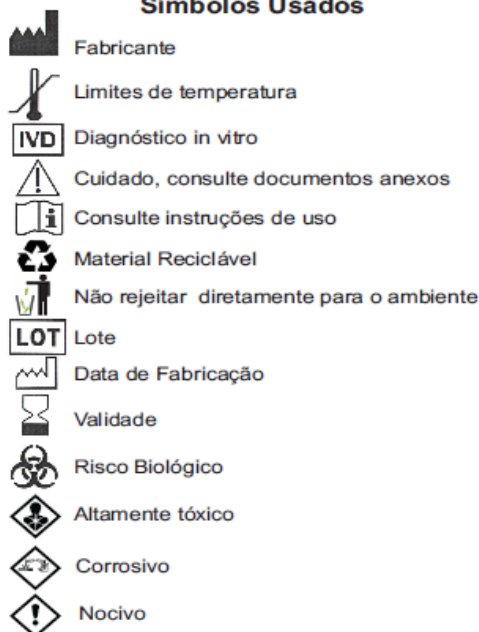 Símbolos Usados
Fabricante
Limites de temperatura
IVD Diagnóstico in vitro
Cuidado, consulte documentos anexos
i Consulte instruções de uso
Material Reciclável
Não rejeitar diretamente para o ambiente
LOT Lote
Data de Fabricação
Validade
Risco Biológico
Altamente tóxico
Corrosivo
Nocivo